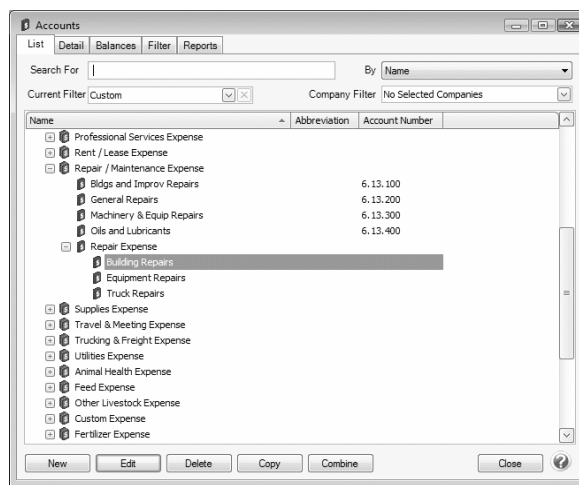 Accounts
List Detail Balances Filter Reports
Search For By Name
Current Filter Custom Company Filter No Selected Companies
Name Abbreviation Account Number
Professional Services Expense
Rent / Lease Expense
Repair / Maintenance Expense
Bldgs and Improv Repairs 6.13.100
General Repairs 6.13.200
Machinery & Equip Repairs 6.13.300
Oils and Lubricants 6.13.400
Repair Expense
Building Repairs
Equipment Repairs
Truck Repairs
Supplies Expense
Travel & Meeting Expense
Trucking & Freight Expense
Utilities Expense
Animal Health Expense
Feed Expense
Other Livestock Expense
Custom Expense
Fertilizer Expense
New Edit Delete Copy Combine Close ?